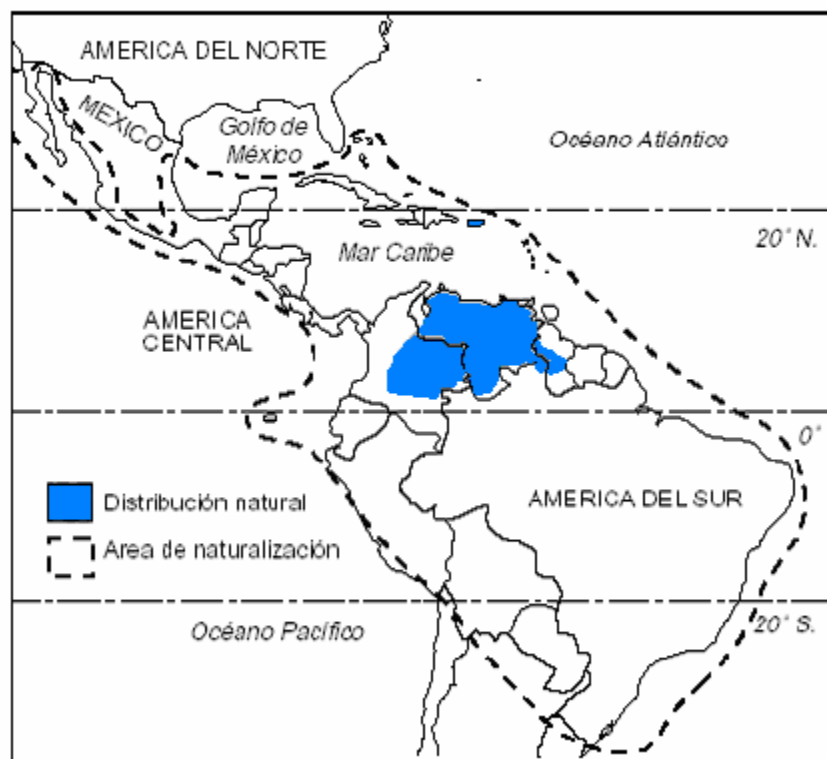 AMERICA DEL NORTE
MEXICO
Golfo de
México
Océano Atlántico
20° N.
Mar Caribe
AMERICA
CENTRAL
0°
AMERICA DEL SUR
Distribución natural
Area de naturalización
20° S.
Océano Pacífico